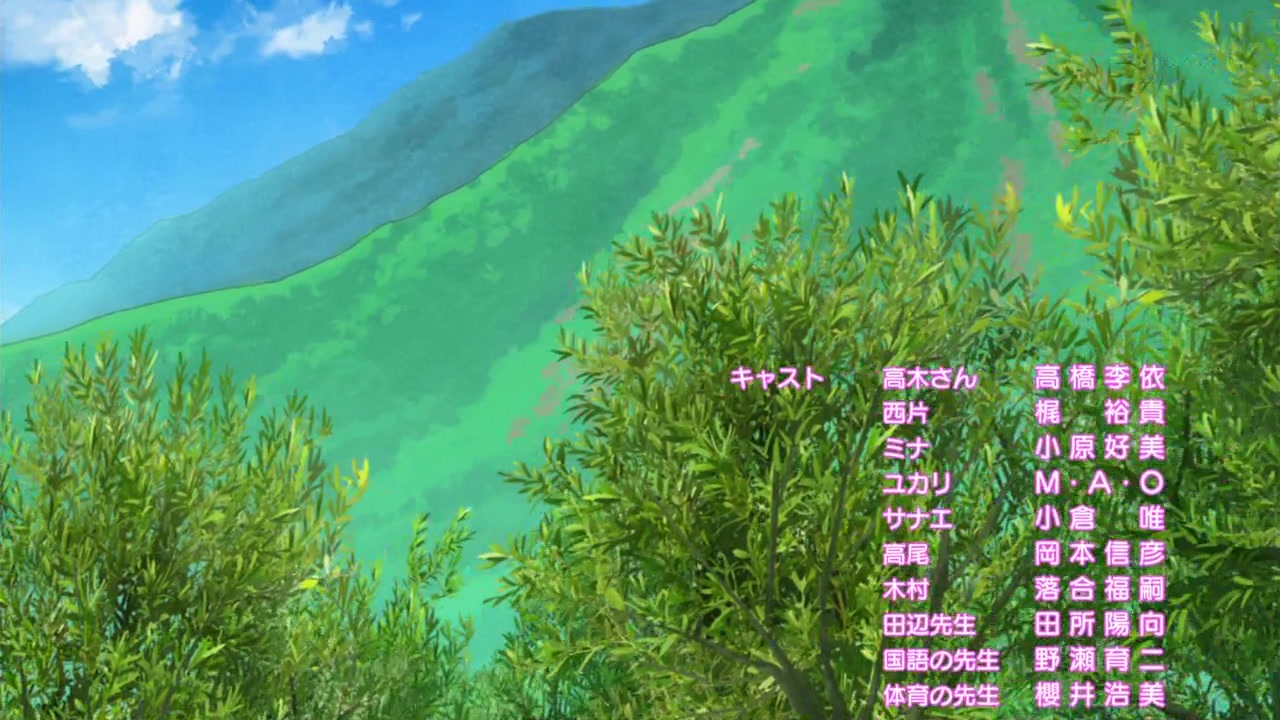 キャスト 高木さん 高橋李依
西片 梶 裕貴
ミナ 小原好美
ユカリ M・A・O
サナエ 小倉 唯
高尾 岡本信彦
木村 落合福嗣
田辺先生 田所陽向
国語の先生 野瀬育二
体育の先生 櫻井浩美